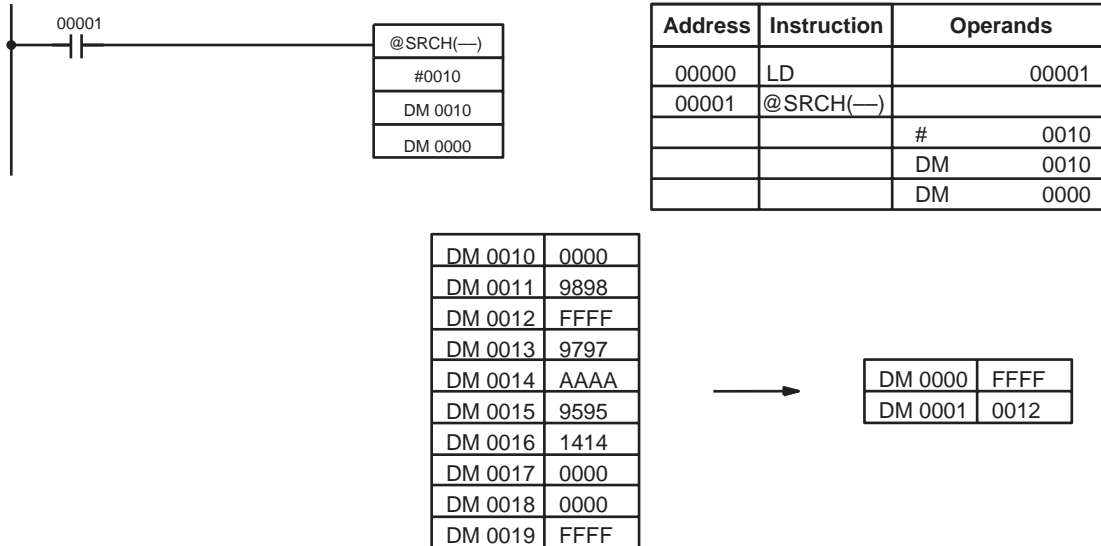 00001
@SRCH(––)
#0010
DM 0010
DM 0000
Address Instruction Operands
00000 LD 00001
00001 @SRCH(––)
# 0010
DM 0010
DM 0000
DM 0010 0000
DM 0011 9898
DM 0012 FFFF
DM 0013 9797
DM 0014 AAAA
DM 0015 9595
DM 0016 1414
DM 0017 0000
DM 0018 0000
DM 0019 FFFF
DM 0000 FFFF
DM 0001 0012